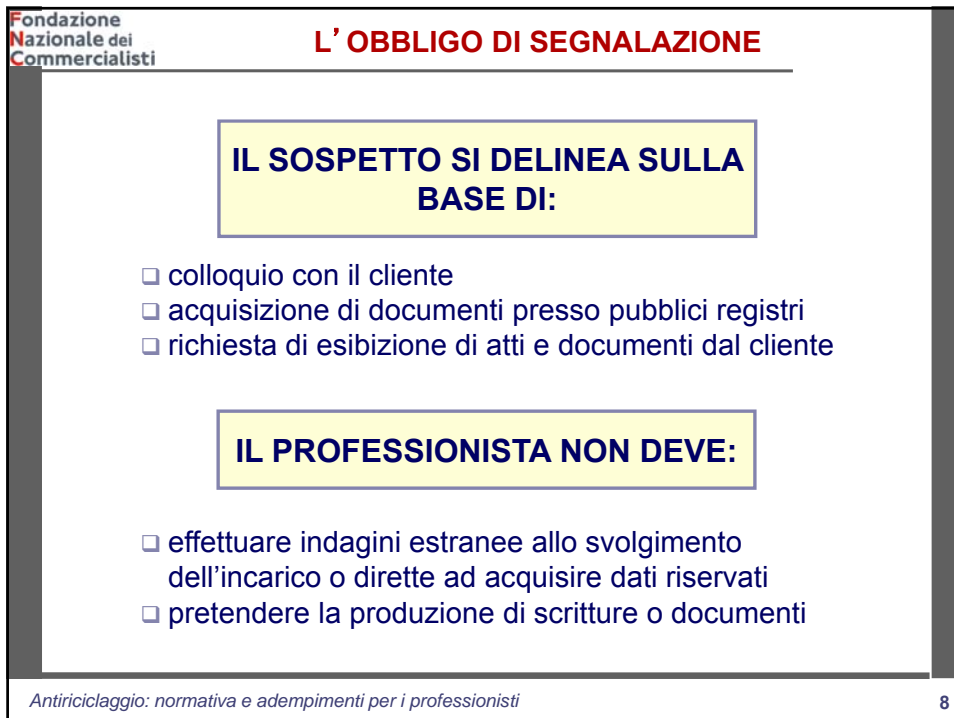 Fondazione
Nazionale dei
Commercialisti
L’ OBBLIGO DI SEGNALAZIONE
IL SOSPETTO SI DELINEA SULLA
BASE DI:
❑ colloquio con il cliente
❑ acquisizione di documenti presso pubblici registri
❑ richiesta di esibizione di atti e documenti dal cliente
IL PROFESSIONISTA NON DEVE:
❑ effettuare indagini estranee allo svolgimento
dell’incarico o dirette ad acquisire dati riservati
❑ pretendere la produzione di scritture o documenti
Antiriciclaggio: normativa e adempimenti per i professionisti
8